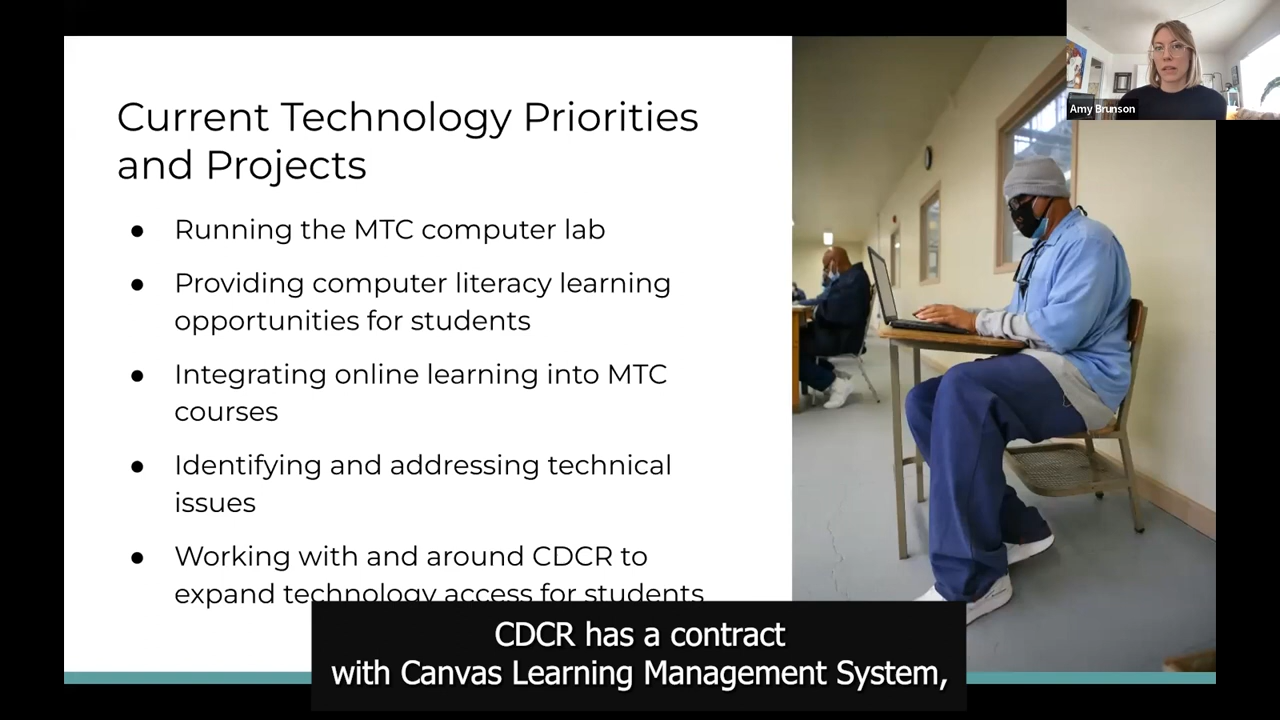 Current Technology Priorities
and Projects
● Running the MTC computer lab
● Providing computer literacy learning
opportunities for students
● Integrating online learning into MTC
courses
● Identifying and addressing technical
issues
● Working with and around CDCR to
expand technology access for students
CDCR has a contract
with Canvas Learning Management System,
Amy Brunson